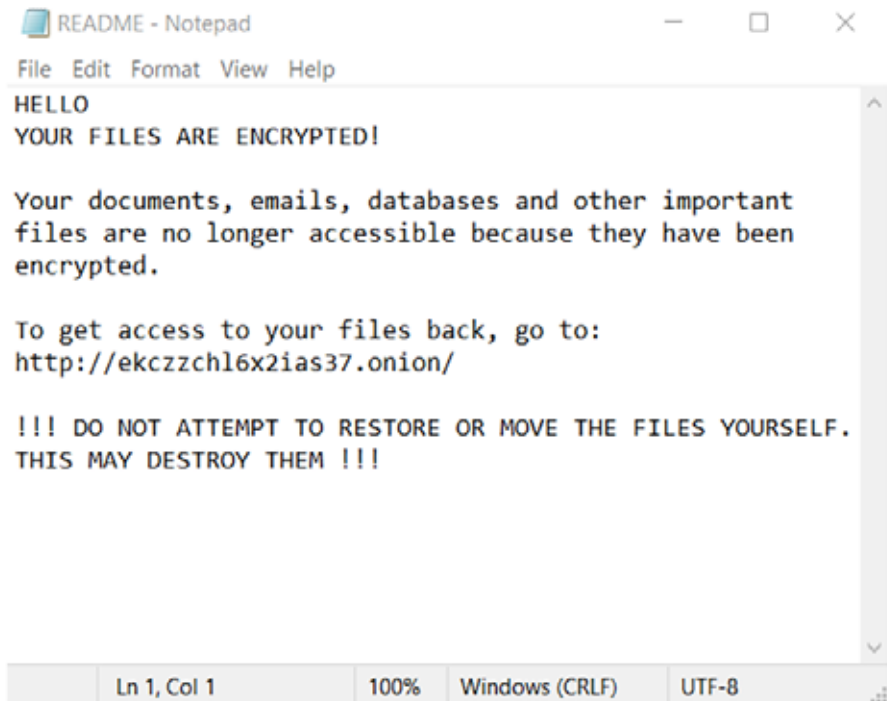 README - Notepad
File Edit Format View Help
HELLO
YOUR FILES ARE ENCRYPTED!
Your documents, emails, databases and other important
files are no longer accessible because they have been
encrypted.
To get access to your files back, go to:
http://ekczzchl6x2ias37.onion/
!!! DO NOT ATTEMPT TO RESTORE OR MOVE THE FILES YOURSELF.
THIS MAY DESTROY THEM !!!
Ln 1, Col 1 100% Windows (CRLF) UTF-8